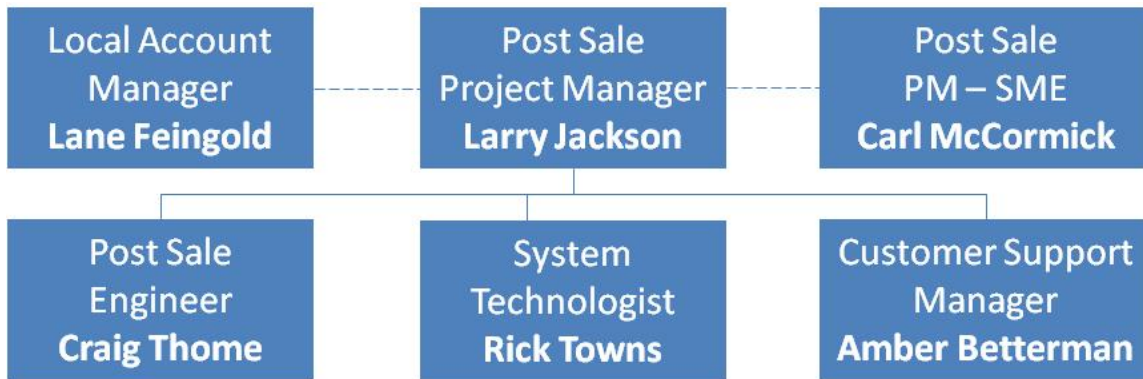 Local Account
Manager
Lane Feingold
Post Sale
Project Manager
Larry Jackson
Post Sale
PM – SME
Carl McCormick
Post Sale
Engineer
Craig Thome
System
Technologist
Rick Towns
Customer Support
Manager
Amber Betterman